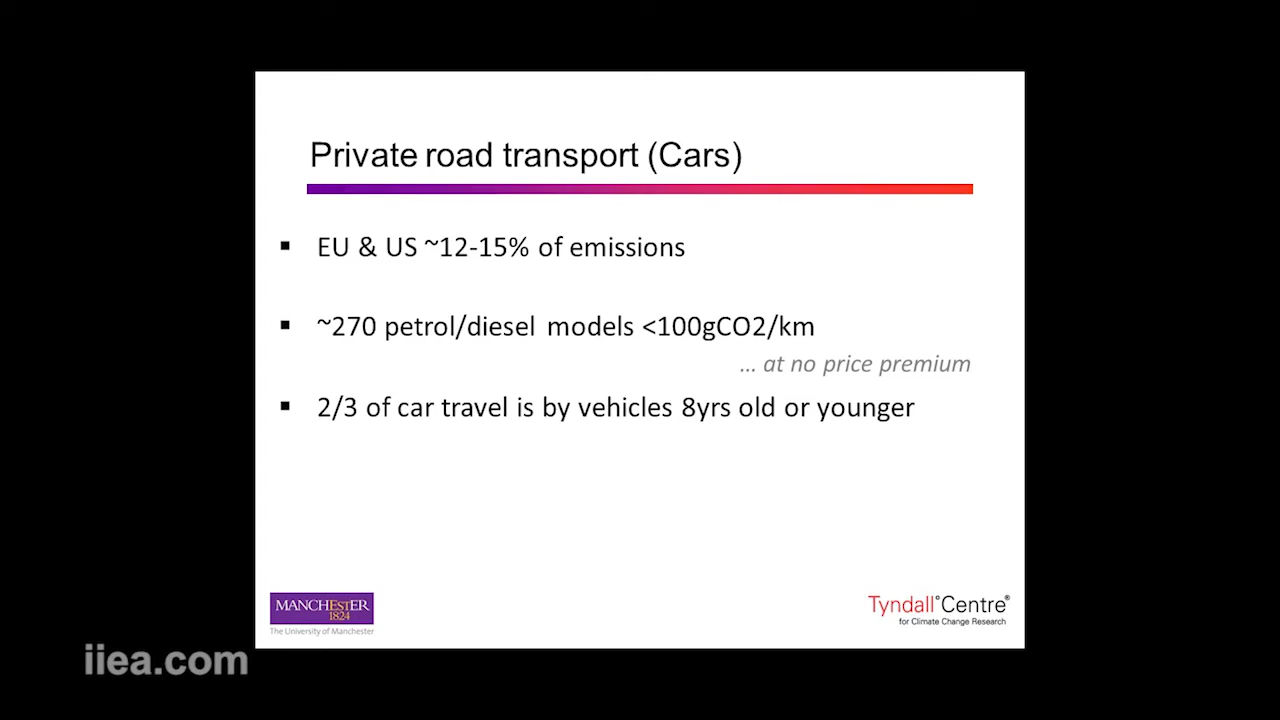 Private road transport (Cars)
▪ EU & US ~12-15% of emissions
▪ ~270 petrol/diesel models <100gCO2/km
... at no price premium
▪ 2/3 of car travel is by vehicles 8yrs old or younger
MANCHESTER
1824
The University of Manchester
Tyndall°Centre®
for Climate Change Research
iiea.com